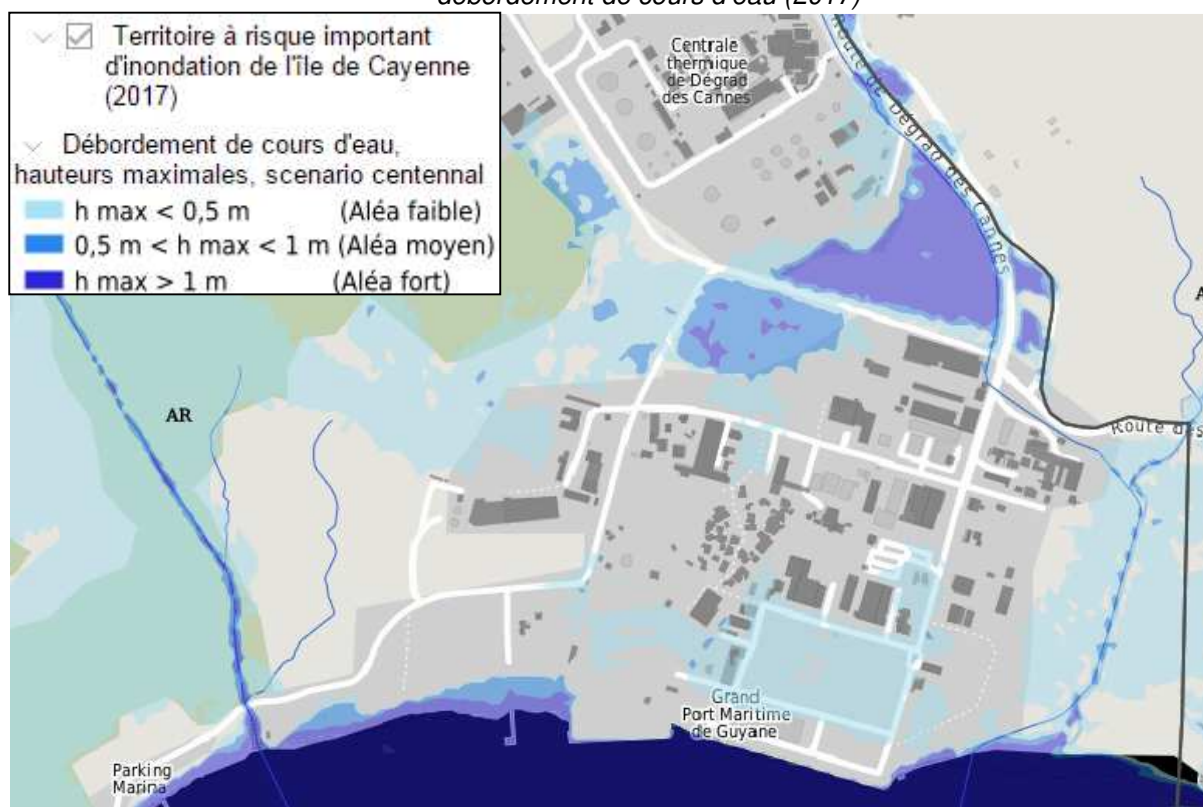 débordement de cours d'eau (2017)
Territoire à risque important
d'inondation de l'île de Cayenne
(2017)
Débordement de cours d'eau,
hauteurs maximales, scenario centennal
h max < 0,5 m (Aléa faible)
0,5 m < h max < 1 m (Aléa moyen)
h max > 1 m (Aléa fort)
Centrale
thermique
de Dégrad
des Cannes
Route de Dégrad des Cannes
A
AR
Route des
Grand
Port Maritime
de Guyane
Parking
Marina